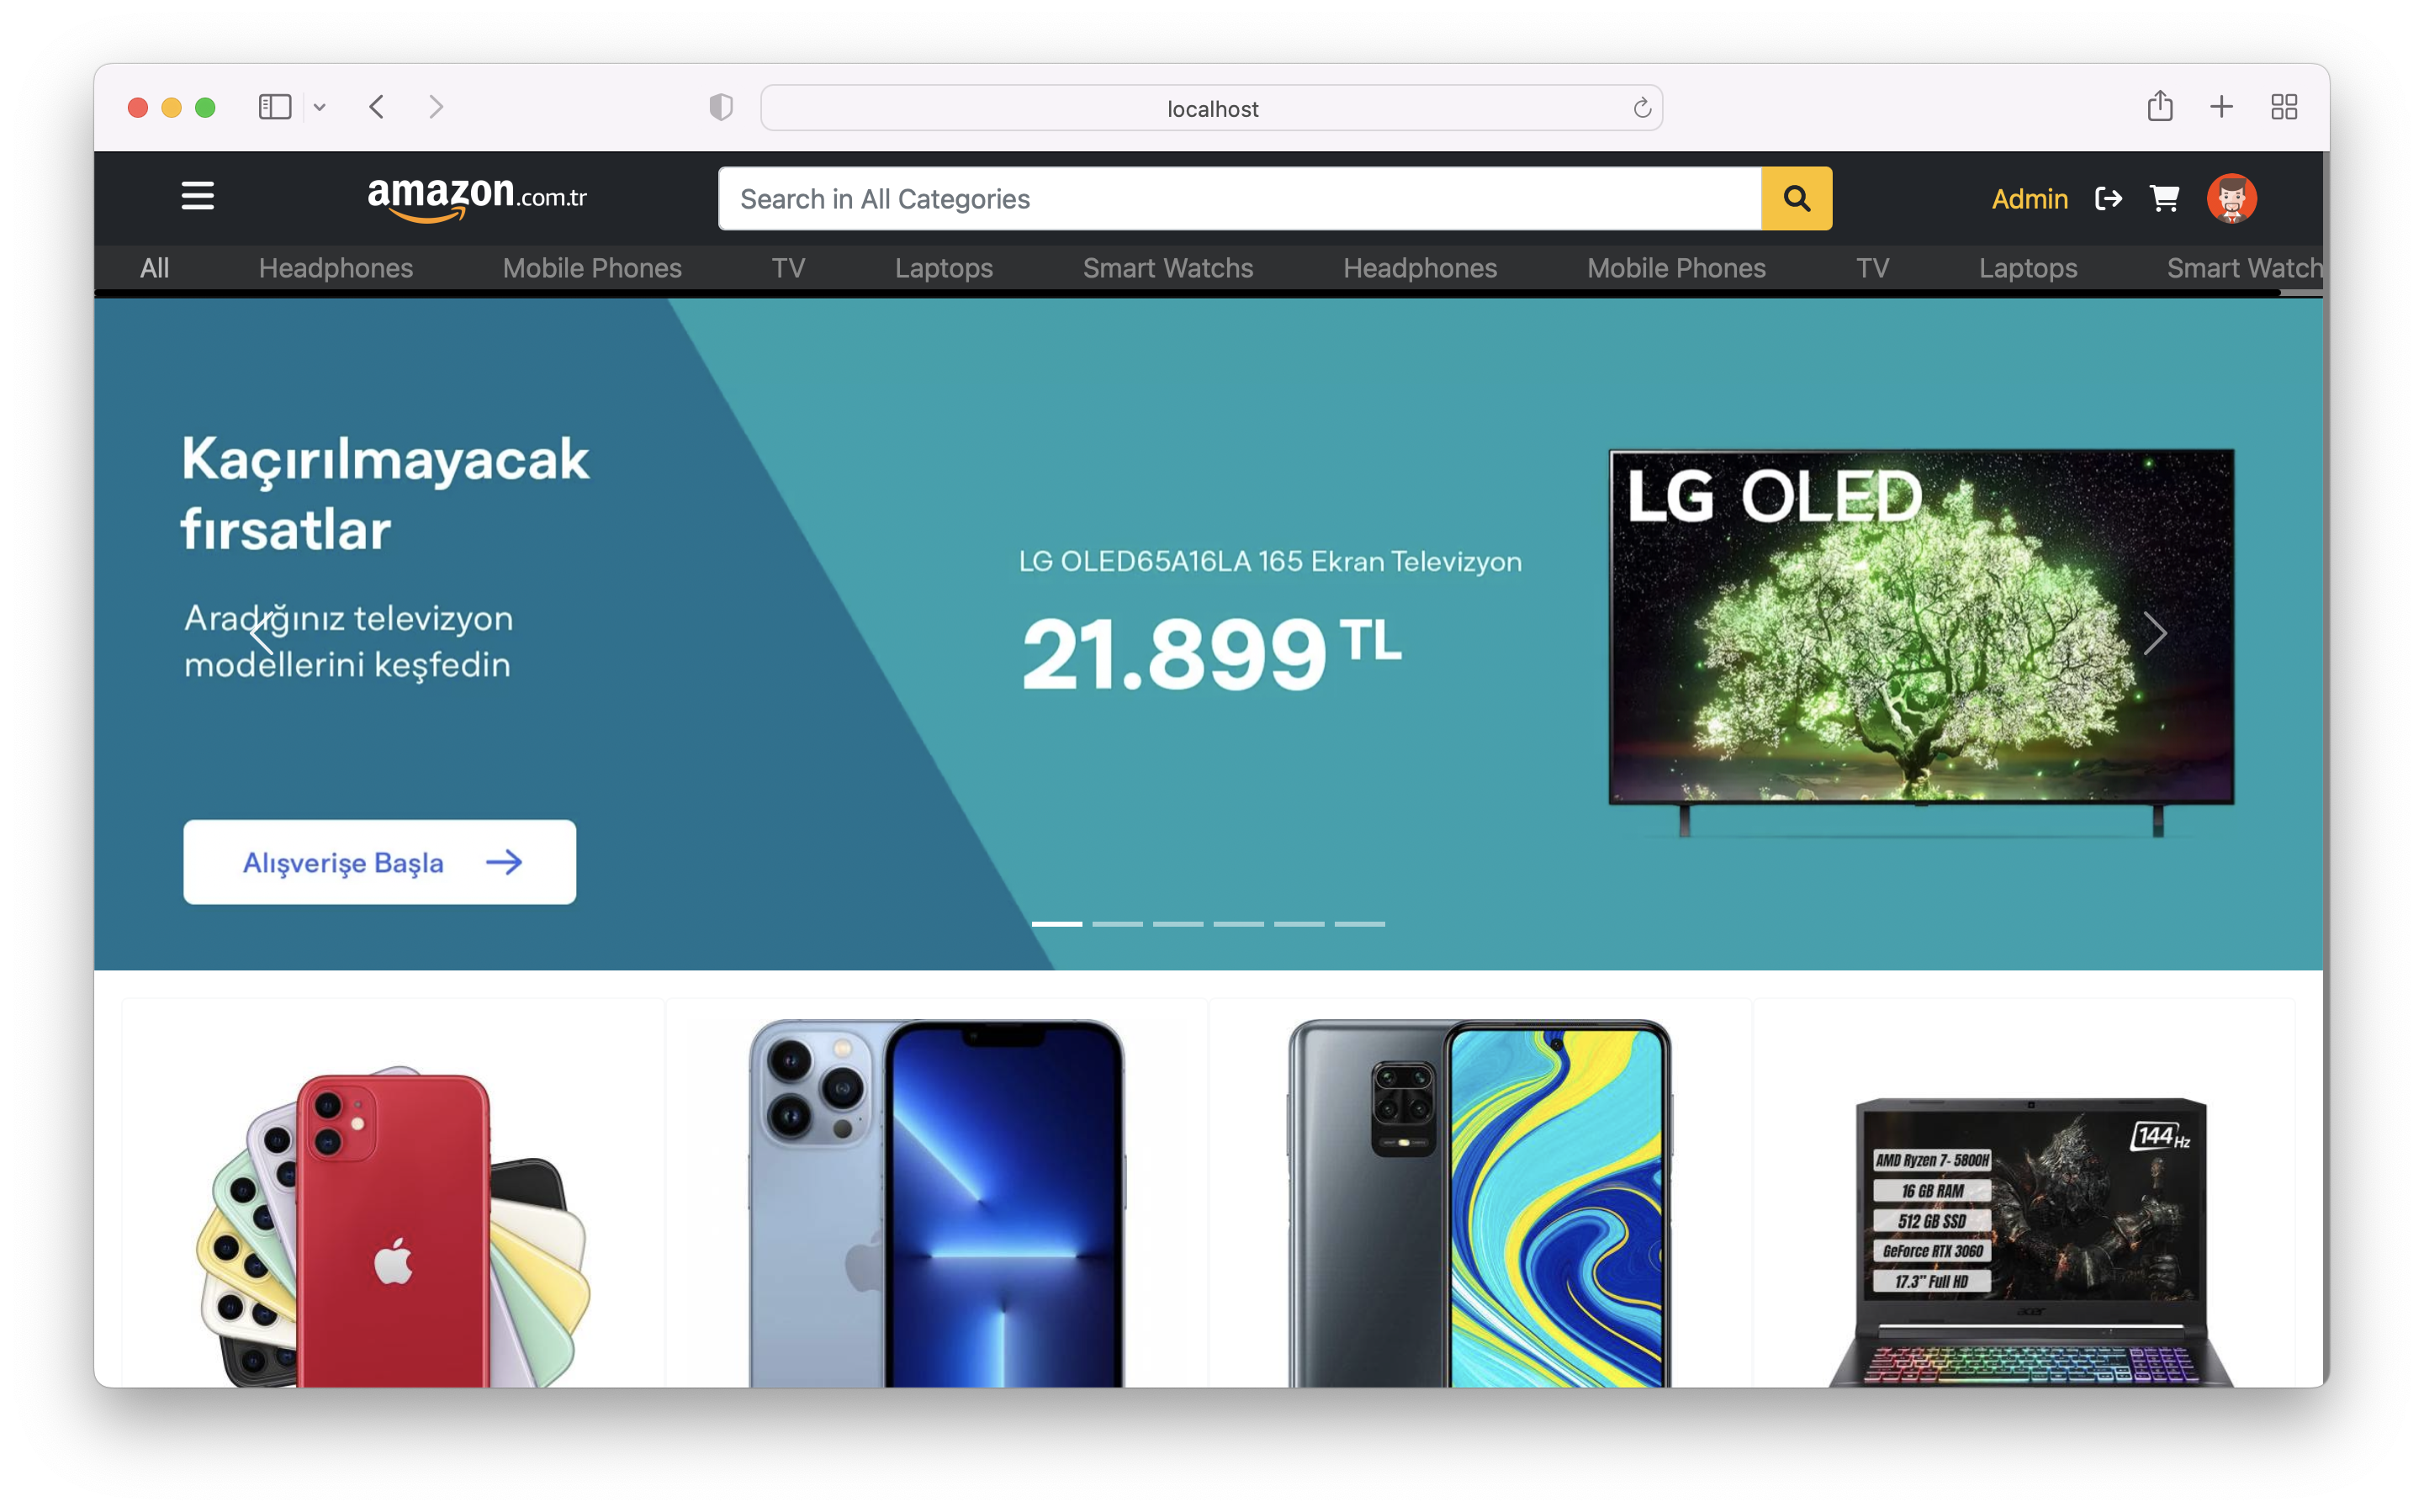 localhost
amazon.com.tr
Search in All Categories
Admin
All Headphones Mobile Phones TV Laptops Smart Watchs Headphones Mobile Phones TV Laptops Smart Watch
Kaçırılmayacak
fırsatlar
Aradığınız televizyon
modellerini keşfedin
Alışverişe Başla
LG OLED65A16LA 165 Ekran Televizyon
21.899 TL
LG OLED
144 Hz
AMD Ryzen 7- 5800H
16 GB RAM
512 GB SSD
GeForce RTX 3060
17.3" Full HD
acer